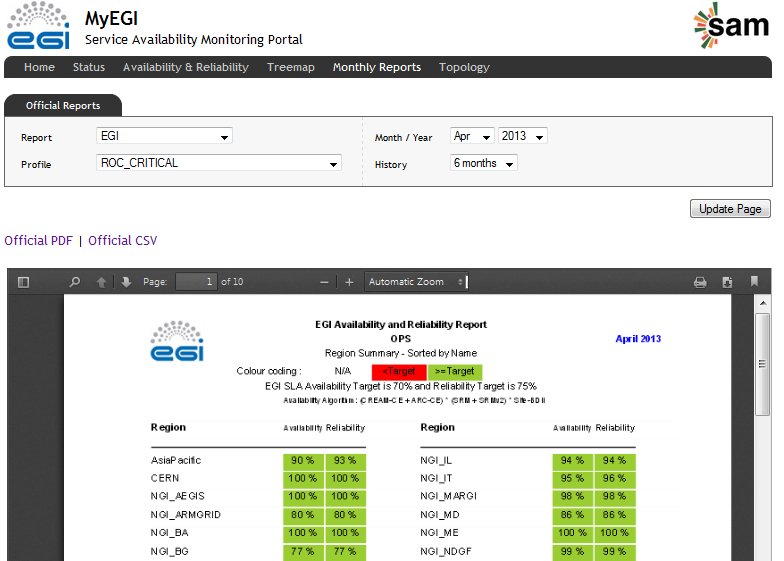 egi
MyEGI
Service Availability Monitoring Portal
sam
Home Status Availability & Reliability Treemap Monthly Reports Topology
Official Reports
Report EGI Month / Year Apr 2013
Profile ROC_CRITICAL History 6 months
Update Page
Official PDF | Official CSV
Page: 1 of 10 Automatic Zoom
egi
EGI Availability and Reliability Report
OPS April 2013
Region Summary - Sorted by Name
Colour coding : N/A <Target >=Target
EGI SLA Availability Target is 70% and Reliability Target is 75%
Availability Algorithm : (CREAM-CE + ARC-CE) * (SRM + SRMv2) * Site-BDII
Region Availability Reliability Region Availability Reliability
AsiaPacific 90 % 93 % NGI_IL 94 % 94 %
CERN 100 % 100 % NGI_IT 95 % 96 %
NGI_AEGIS 100 % 100 % NGI_MARGI 98 % 98 %
NGI_ARMGRID 80 % 80 % NGI_MD 86 % 86 %
NGI_BA 100 % 100 % NGI_ME 100 % 100 %
NGI_BG 77 % 77 % NGI_NDGF 99 % 99 %